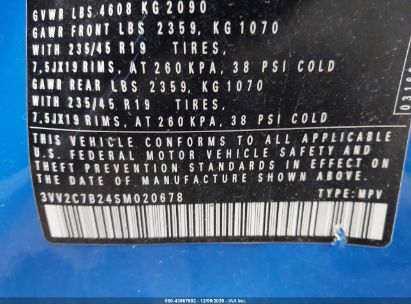 GVWR LBS.4608 KG 2090
GAWR FRONT LBS 2359, KG 1070
WITH 235/45 R19 TIRES,
7,5JX19 RIMS, AT 260 KPA, 38 PSI COLD
GAWR REAR LBS 2359, KG 1070
WITH 235/45 R19 TIRES,
7,5JX19 RIMS, AT 260 KPA, 38 PSI COLD
THIS VEHICLE CONFORMS TO ALL APPLICABLE
U.S. FEDERAL MOTOR VEHICLE SAFETY AND
THEFT PREVENTION STANDARDS IN EFFECT ON
DATE OF MANUFACTURE SHOWN ABOVE.
3VV2C7B24SM020678 TYPE: MPV